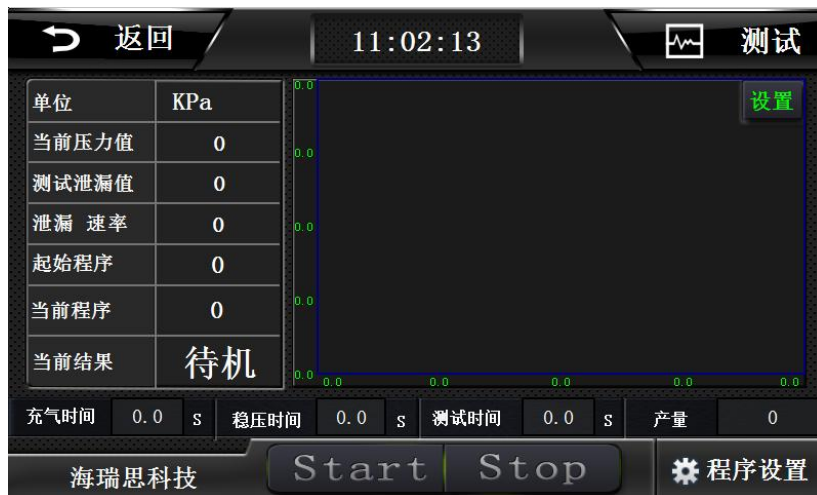 返回
11:02:13
测试
单位 KPa
当前压力值 0
测试泄漏值 0
泄漏 速率 0
起始程序 0
当前程序 0
当前结果 待机
设置
0.0
0.0
0.0
0.0
0.0
0.0 0.0 0.0 0.0 0.0
充气时间 0.0 S 稳压时间 0.0 S 测试时间 0.0 S 产量 0
海瑞思科技 Start Stop 程序设置